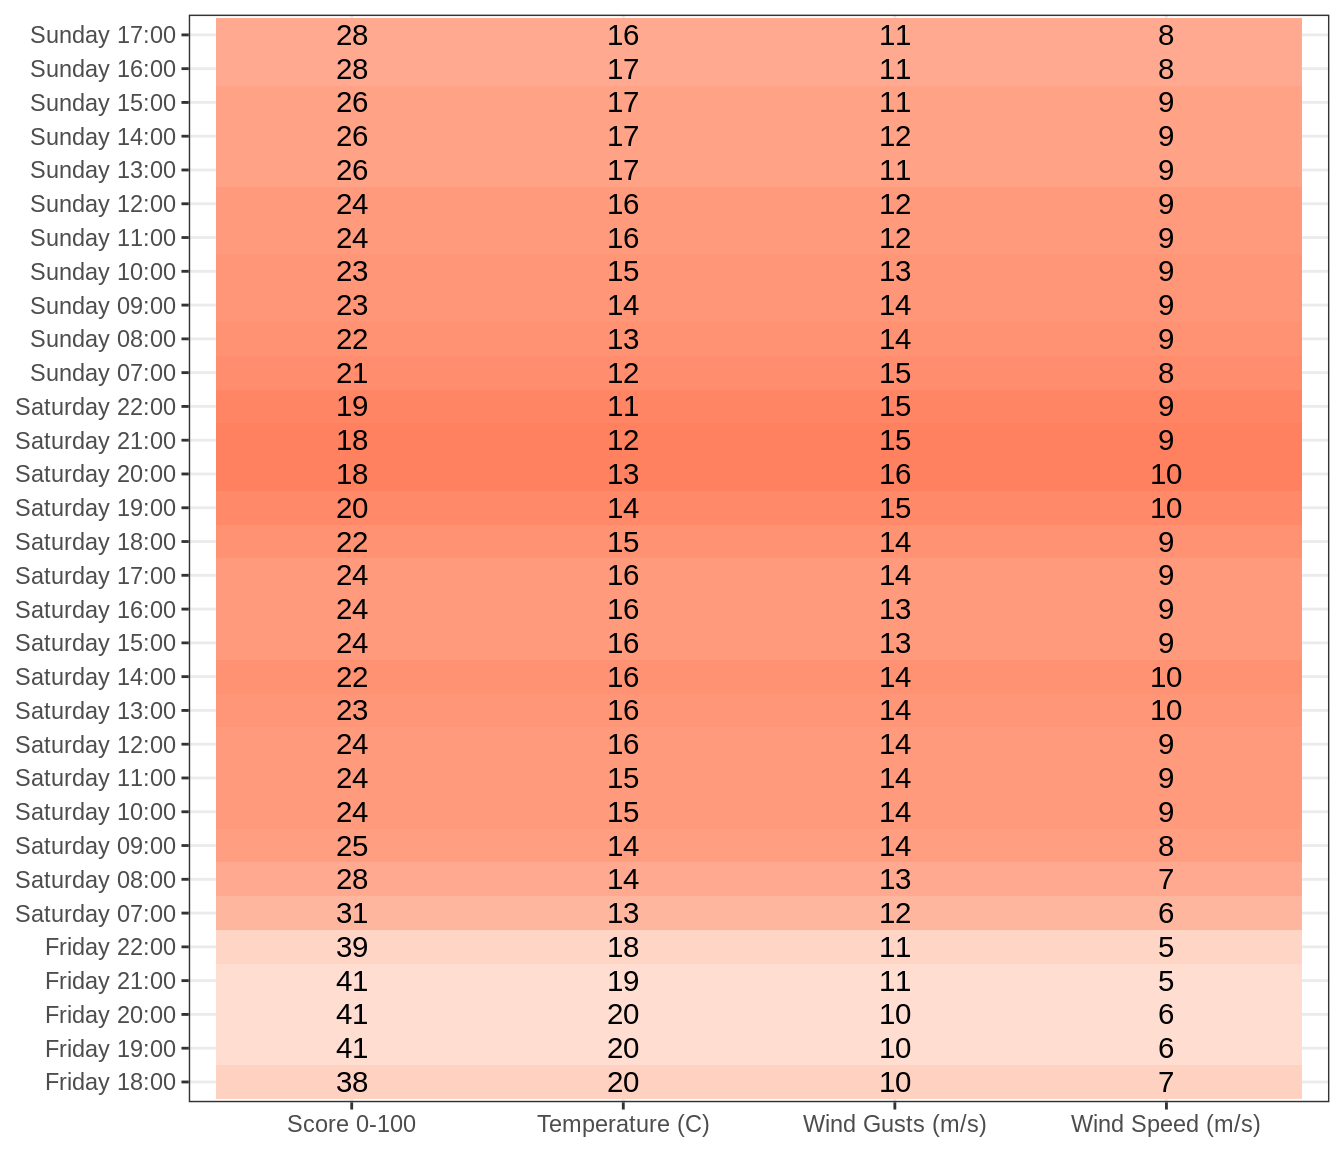 Sunday 17:00 28 16 11 8
Sunday 16:00 28 17 11 8
Sunday 15:00 26 17 11 9
Sunday 14:00 26 17 12 9
Sunday 13:00 26 17 11 9
Sunday 12:00 24 16 12 9
Sunday 11:00 24 16 12 9
Sunday 10:00 23 15 13 9
Sunday 09:00 23 14 14 9
Sunday 08:00 22 13 14 9
Sunday 07:00 21 12 15 8
Saturday 22:00 19 11 15 9
Saturday 21:00 18 12 15 9
Saturday 20:00 18 13 16 10
Saturday 19:00 20 14 15 10
Saturday 18:00 22 15 14 9
Saturday 17:00 24 16 14 9
Saturday 16:00 24 16 13 9
Saturday 15:00 24 16 13 9
Saturday 14:00 22 16 14 10
Saturday 13:00 23 16 14 10
Saturday 12:00 24 16 14 9
Saturday 11:00 24 15 14 9
Saturday 10:00 24 15 14 9
Saturday 09:00 25 14 14 8
Saturday 08:00 28 14 13 7
Saturday 07:00 31 13 12 6
Friday 22:00 39 18 11 5
Friday 21:00 41 19 11 5
Friday 20:00 41 20 10 6
Friday 19:00 41 20 10 6
Friday 18:00 38 20 10 7
Score 0-100 Temperature (C) Wind Gusts (m/s) Wind Speed (m/s)